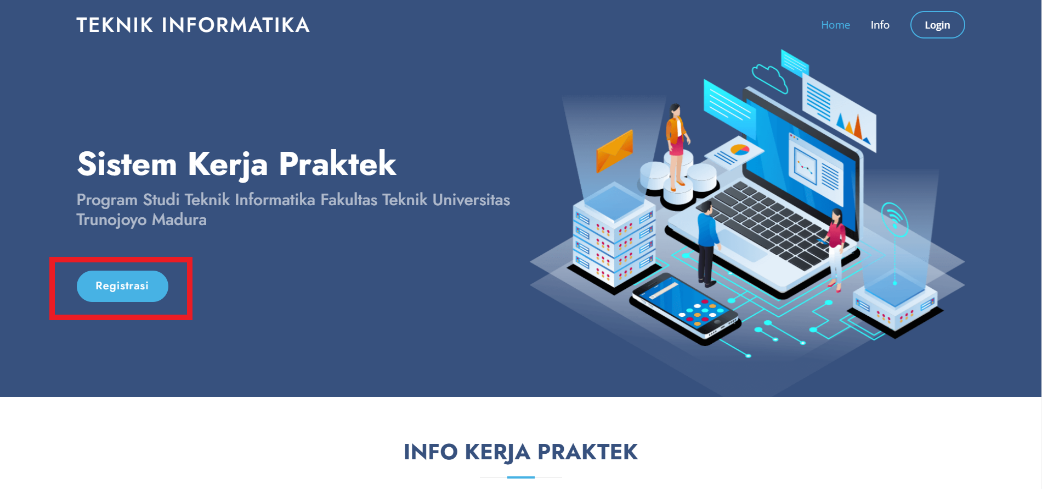 TEKNIK INFORMATIKA
Home
Info
Login
Sistem Kerja Praktek
Program Studi Teknik Informatika Fakultas Teknik Universitas
Trunojoyo Madura
Registrasi
INFO KERJA PRAKTEK